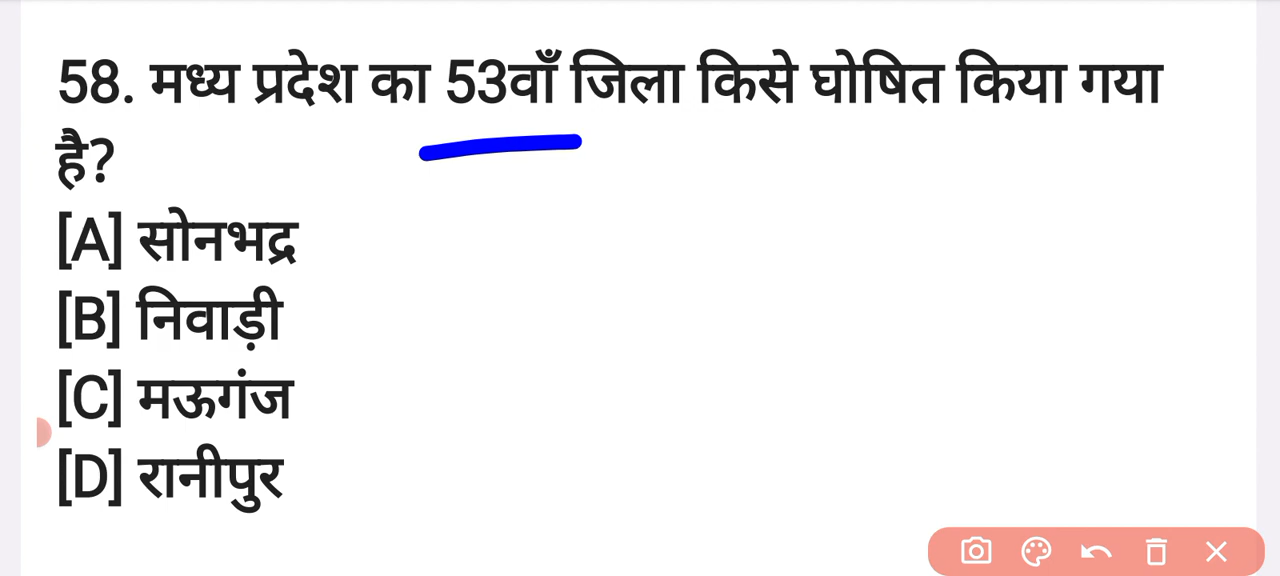 58. मध्य प्रदेश का 53वाँ जिला किसे घोषित किया गया
है?
[A] सोनभद्र
[B] निवाड़ी
[C] मऊगंज
[D] रानीपुर